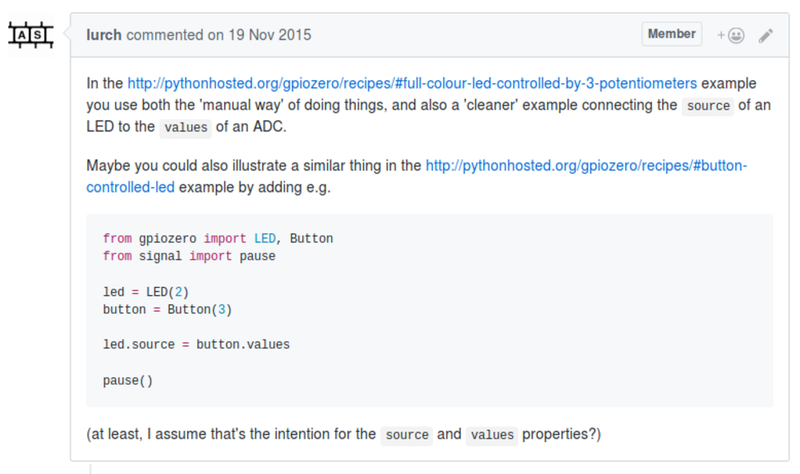 A S
lurch commented on 19 Nov 2015
Member
In the http://pythonhosted.org/gpiozero/recipes/#full-colour-led-controlled-by-3-potentiometers example
you use both the 'manual way' of doing things, and also a 'cleaner' example connecting the source of an
LED to the values of an ADC.
Maybe you could also illustrate a similar thing in the http://pythonhosted.org/gpiozero/recipes/#button-
controlled-led example by adding e.g.
from gpiozero import LED, Button
from signal import pause
led = LED(2)
button = Button(3)
led.source = button.values
pause()
(at least, I assume that's the intention for the source and values properties?)